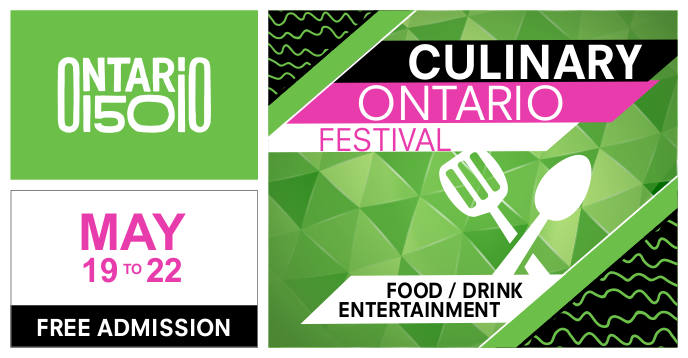 ONTARiO
150
MAY
19 TO 22
FREE ADMISSION
CULINARY
ONTARIO
FESTIVAL
FOOD / DRINK
ENTERTAINMENT